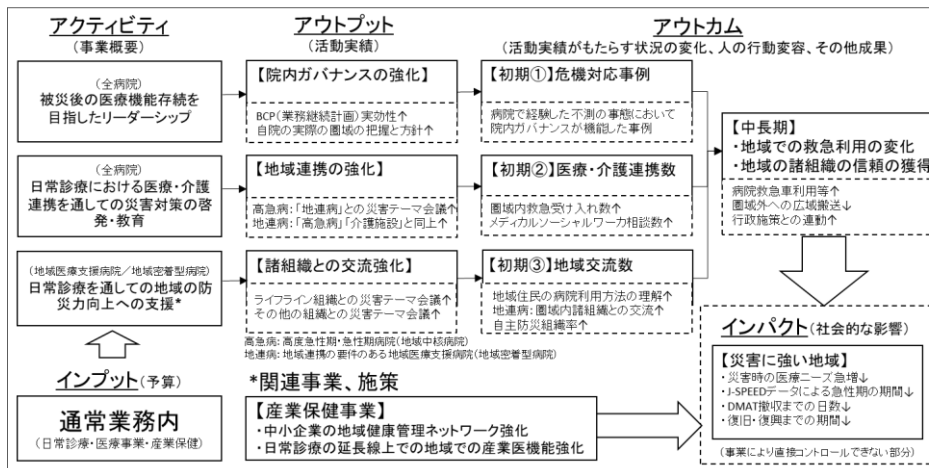 アクティビティ
(事業概要)
(全病院)
被災後の医療機能存続を
目指したリーダーシップ
(全病院)
日常診療における医療・介護
連携を通しての災害対策の啓
発・教育
(地域医療支援病院/地域密着型病院)
日常診療を通しての地域の防
災力向上への支援*
インプット(予算)
通常業務内
(日常診療・医療事業・産業保健)
アウトプット
(活動実績)
【院内ガバナンスの強化】
BCP(業務継続計画)実効性↑
自院の実際の圏域の把握と方針↑
【地域連携の強化】
高急病:「地連病」との災害テーマ会議↑
地連病:「高急病」「介護施設」と同上↑
【諸組織との交流強化】
ライフライン組織との災害テーマ会議↑
その他の組織との災害テーマ会議↑
高急病:高度急性期・急性期病院(地域中核病院)
地連病:地域連携の要件のある地域医療支援病院(地域密着型病院)
*関連事業、施策
【産業保健事業】
・中小企業の地域健康管理ネットワーク強化
・日常診療の延長線上での地域での産業医機能強化
アウトカム
(活動実績がもたらす状況の変化、人の行動変容、その他成果)
【初期①】危機対応事例
病院で経験した不測の事態において
院内ガバナンスが機能した事例
【初期②】医療・介護連携数
圏域内救急受け入れ数↑
メディカルソーシャルワーカ相談数↑
【初期③】地域交流数
地域住民の病院利用方法の理解↑
地連病:圏域内諸組織との交流↑
自主防災組織率↑
【中長期】
・地域での救急利用の変化
・地域の諸組織の信頼の獲得
病院救急車利用等↑
圏域外への広域搬送↓
行政施策との連動↑
インパクト(社会的な影響)
【災害に強い地域】
・災害時の医療ニーズ急増↓
・J-SPEEDデータによる急性期の期間↓
・DMAT撤収までの日数↓
・復旧・復興までの期間↓
(事業により直接コントロールできない部分)